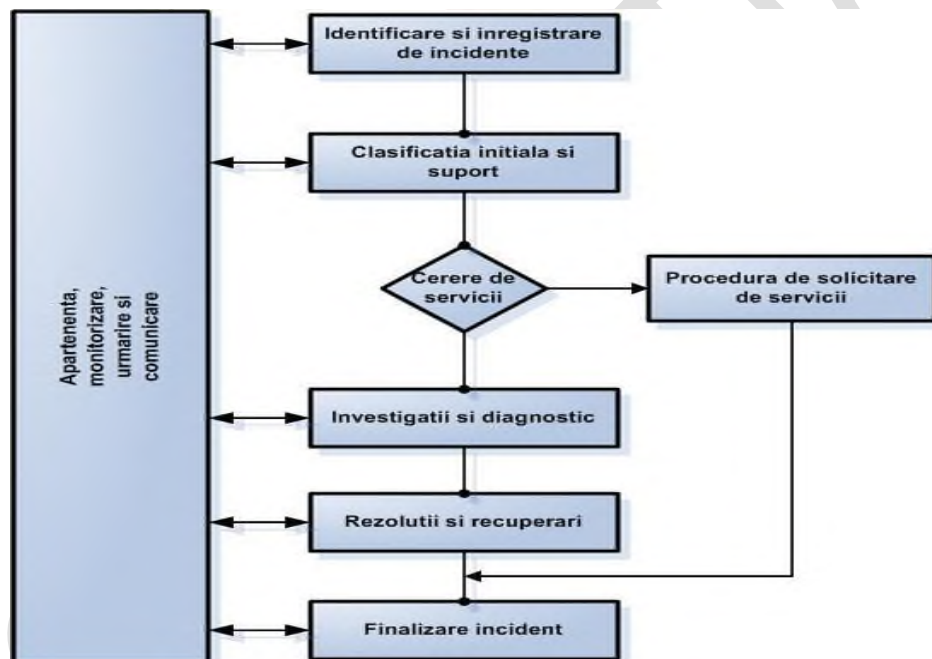 Identificare si inregistrare
de incidente
Clasificatia initiala si
suport
Cerere de
servicii
Procedura de solicitare
de servicii
Apartenenta,
monitorizare,
urmarire si
comunicare
Investigatii si diagnostic
Rezolutii si recuperari
Finalizare incident